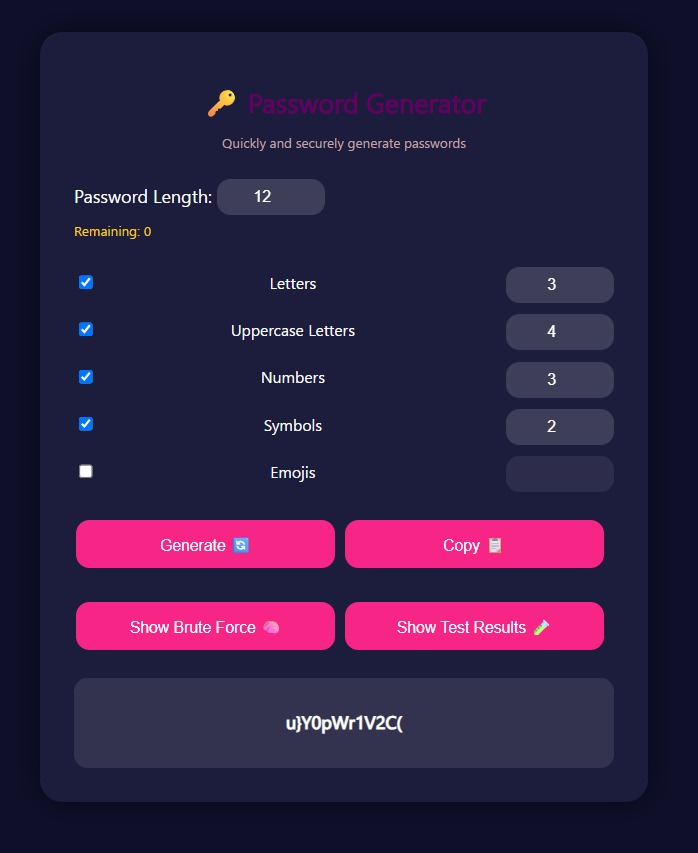 🔑 Password Generator
Quickly and securely generate passwords
Password Length: 12
Remaining: 0
Letters 3
Uppercase Letters 4
Numbers 3
Symbols 2
Emojis
Generate 🔄 Copy 📋
Show Brute Force 🧠 Show Test Results 🧪
u}Y0pWr1V2C(